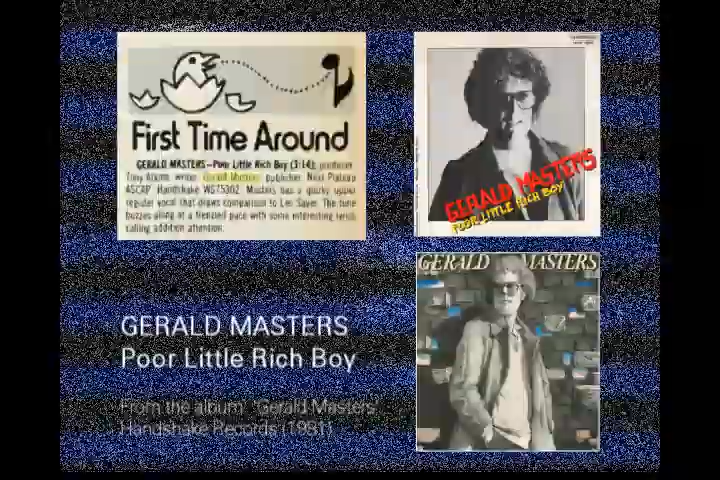 First Time Around
GERALD MASTERS—Poor Little Rich Boy (3:14); producer:
Tony Atkins; writer: Gerald Masters; publisher: Next Plateau
ASCAP. Handshake WS75302. Masters has a quirky upper
register vocal that draws comparison to Leo Sayer. The tune
buzzes along at a frenzied pace with some interesting lyrics
calling addition attention.
GERALD MASTERS
POOR LITTLE RICH BOY
GERALD MASTERS
GERALD MASTERS
Poor Little Rich Boy
From the album "Gerald Masters"
Handshake Records (1981)